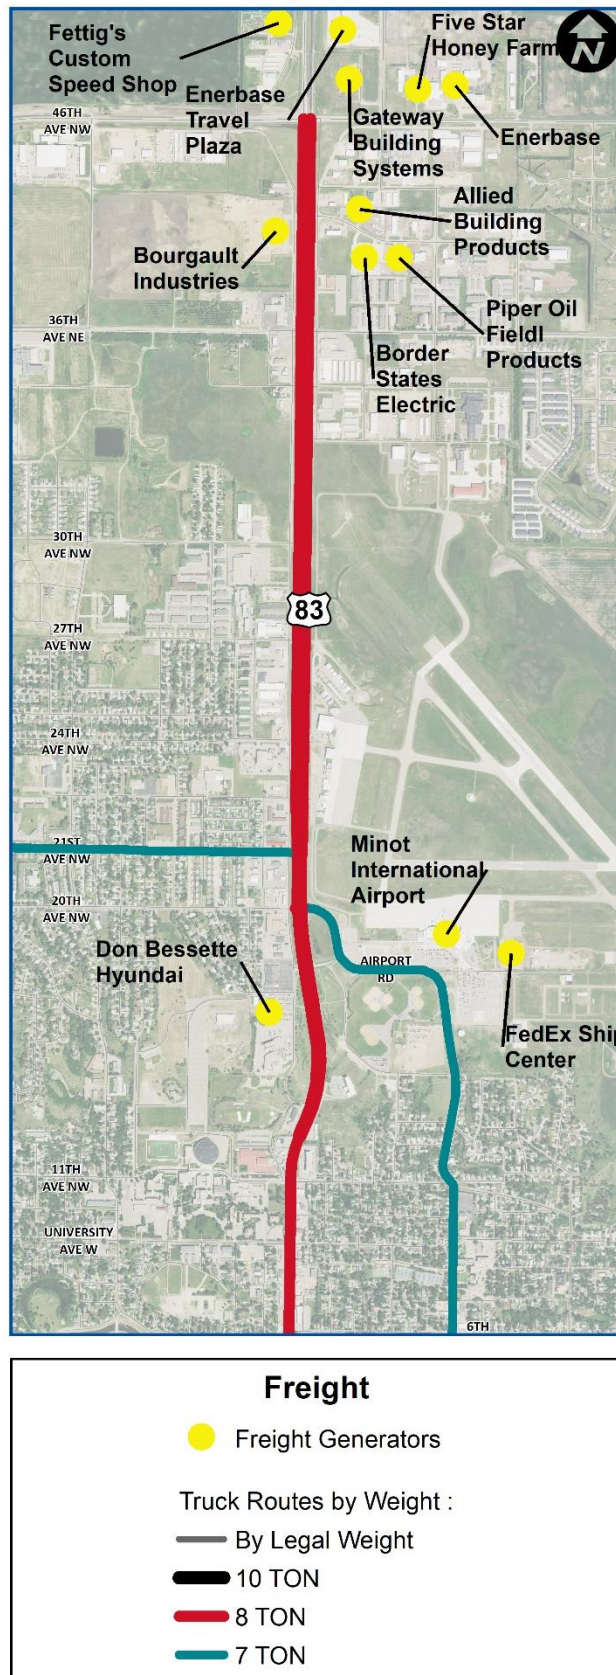 Fettig's
Custom
Speed Shop
Enerbase
Travel
Plaza
Five Star
Honey Farm
N
46TH
AVE NW
Gateway
Building
Systems
Enerbase
Allied
Building
Products
Bourgault
Industries
36TH
AVE NE
Border
States
Electric
Piper Oil
Fieldl
Products
30TH
AVE NW
83
27TH
AVE NW
24TH
AVE NW
21ST
AVE NW
Minot
International
Airport
20TH
AVE NW
Don Bessette
Hyundai
AIRPORT
RD
FedEx Ship
Center
11TH
AVE NW
UNIVERSITY
AVE W
6TH
Freight
Freight Generators
Truck Routes by Weight :
By Legal Weight
10 TON
8 TON
7 TON